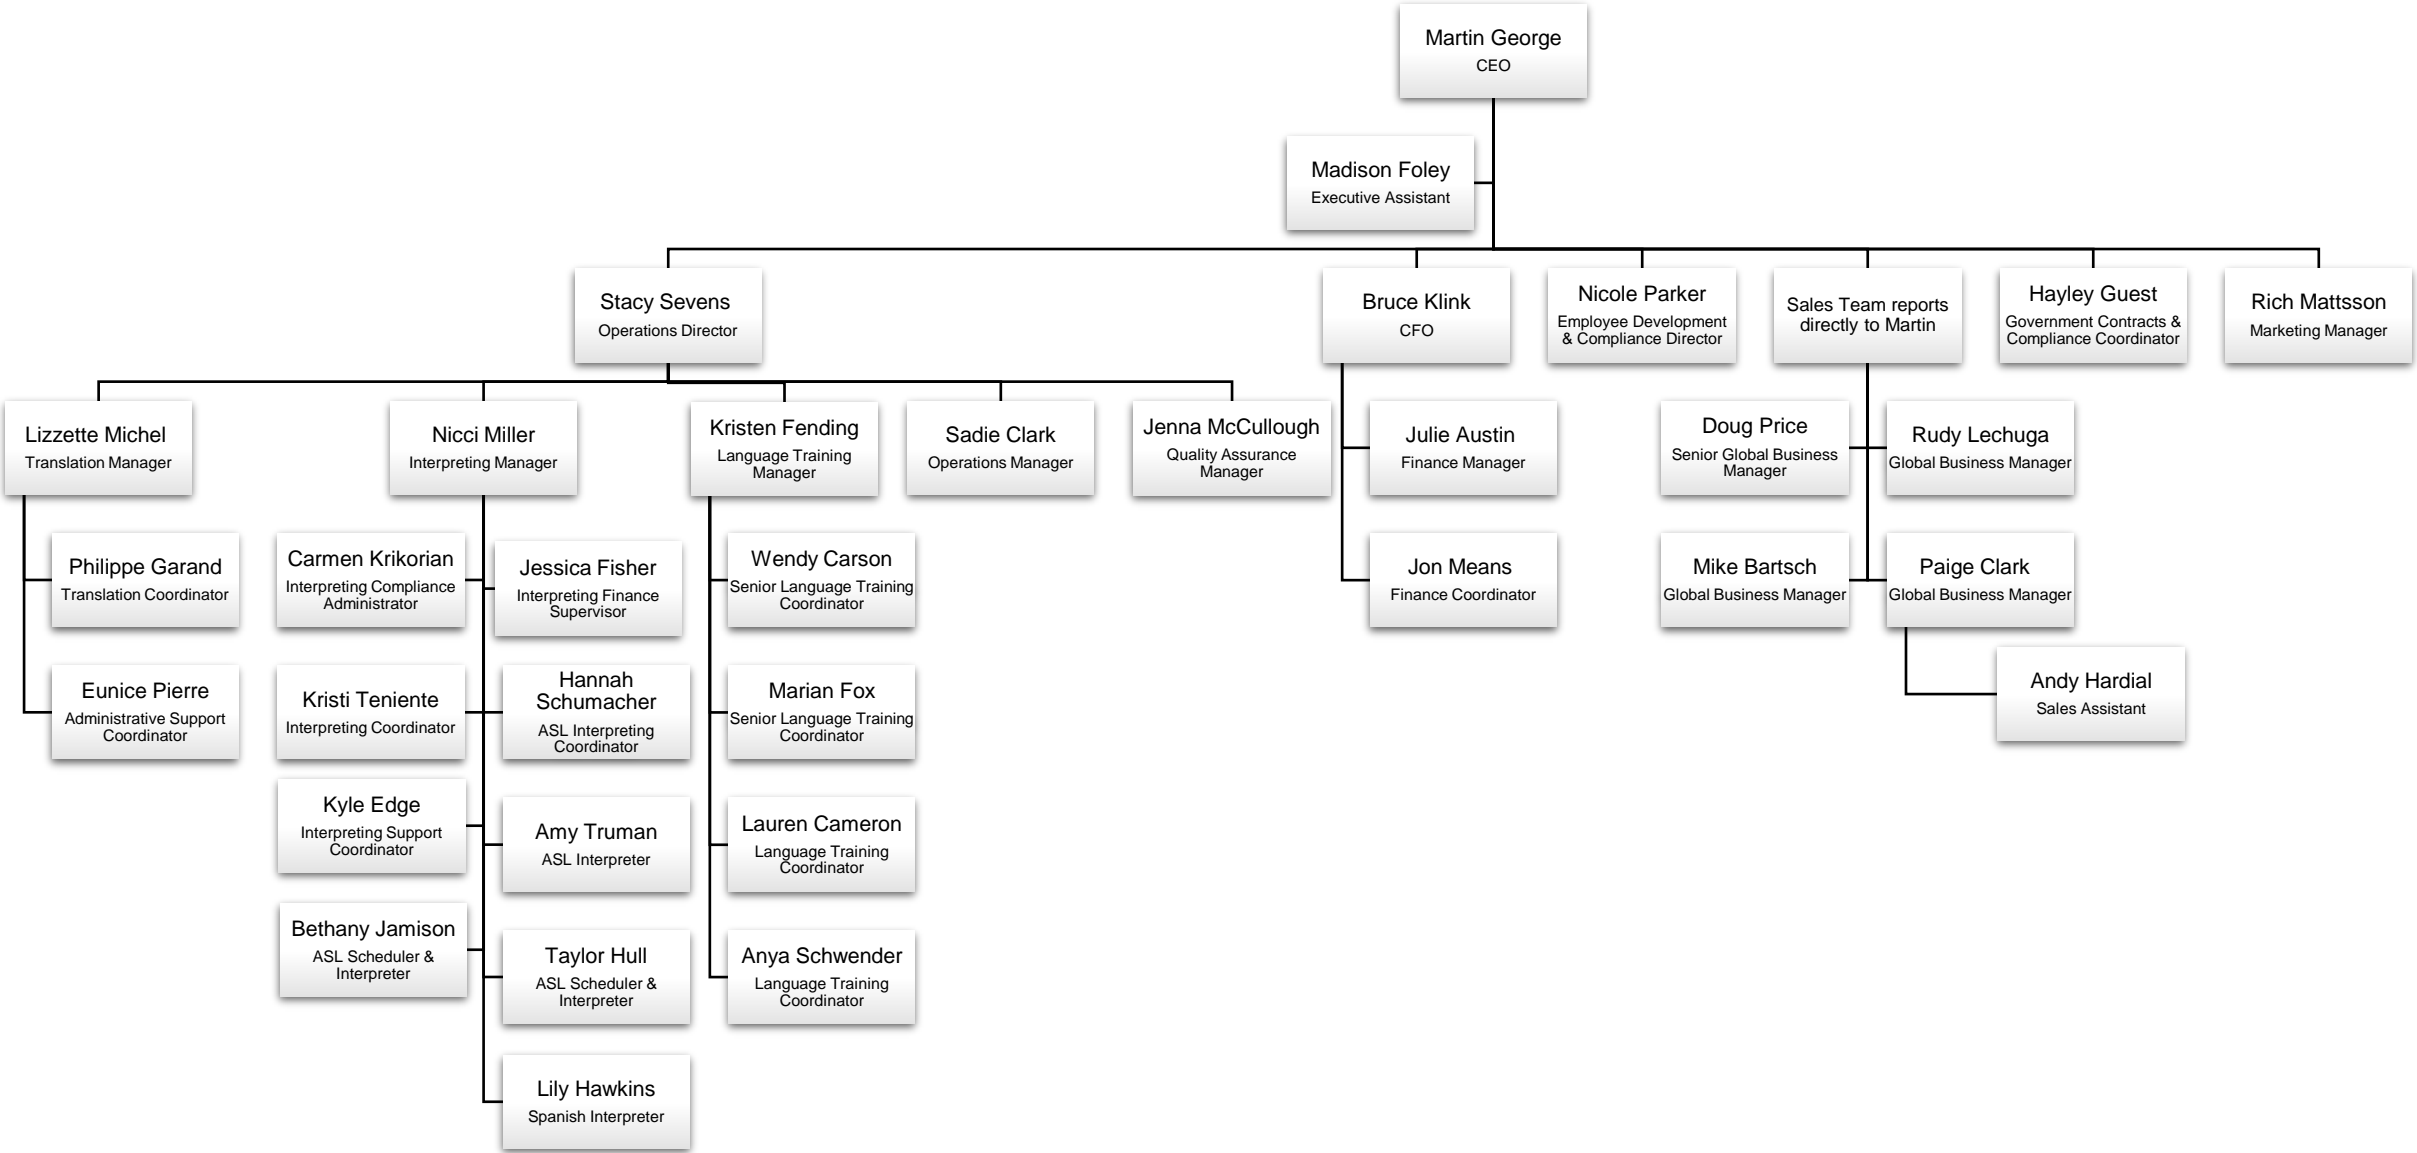 Martin George
CEO
Madison Foley
Executive Assistant
Stacy Sevens
Operations Director
Bruce Klink
CFO
Nicole Parker
Employee Development
& Compliance Director
Sales Team reports
directly to Martin
Hayley Guest
Government Contracts &
Compliance Coordinator
Rich Mattsson
Marketing Manager
Lizzette Michel
Translation Manager
Nicci Miller
Interpreting Manager
Kristen Fending
Language Training
Manager
Sadie Clark
Operations Manager
Jenna McCullough
Quality Assurance
Manager
Julie Austin
Finance Manager
Doug Price
Senior Global Business
Manager
Rudy Lechuga
Global Business Manager
Philippe Garand
Translation Coordinator
Carmen Krikorian
Interpreting Compliance
Administrator
Jessica Fisher
Interpreting Finance
Supervisor
Wendy Carson
Senior Language Training
Coordinator
Jon Means
Finance Coordinator
Mike Bartsch
Global Business Manager
Paige Clark
Global Business Manager
Eunice Pierre
Administrative Support
Coordinator
Kristi Teniente
Interpreting Coordinator
Hannah
Schumacher
ASL Interpreting
Coordinator
Marian Fox
Senior Language Training
Coordinator
Andy Hardial
Sales Assistant
Kyle Edge
Interpreting Support
Coordinator
Amy Truman
ASL Interpreter
Lauren Cameron
Language Training
Coordinator
Bethany Jamison
ASL Scheduler &
Interpreter
Taylor Hull
ASL Scheduler &
Interpreter
Anya Schwender
Language Training
Coordinator
Lily Hawkins
Spanish Interpreter